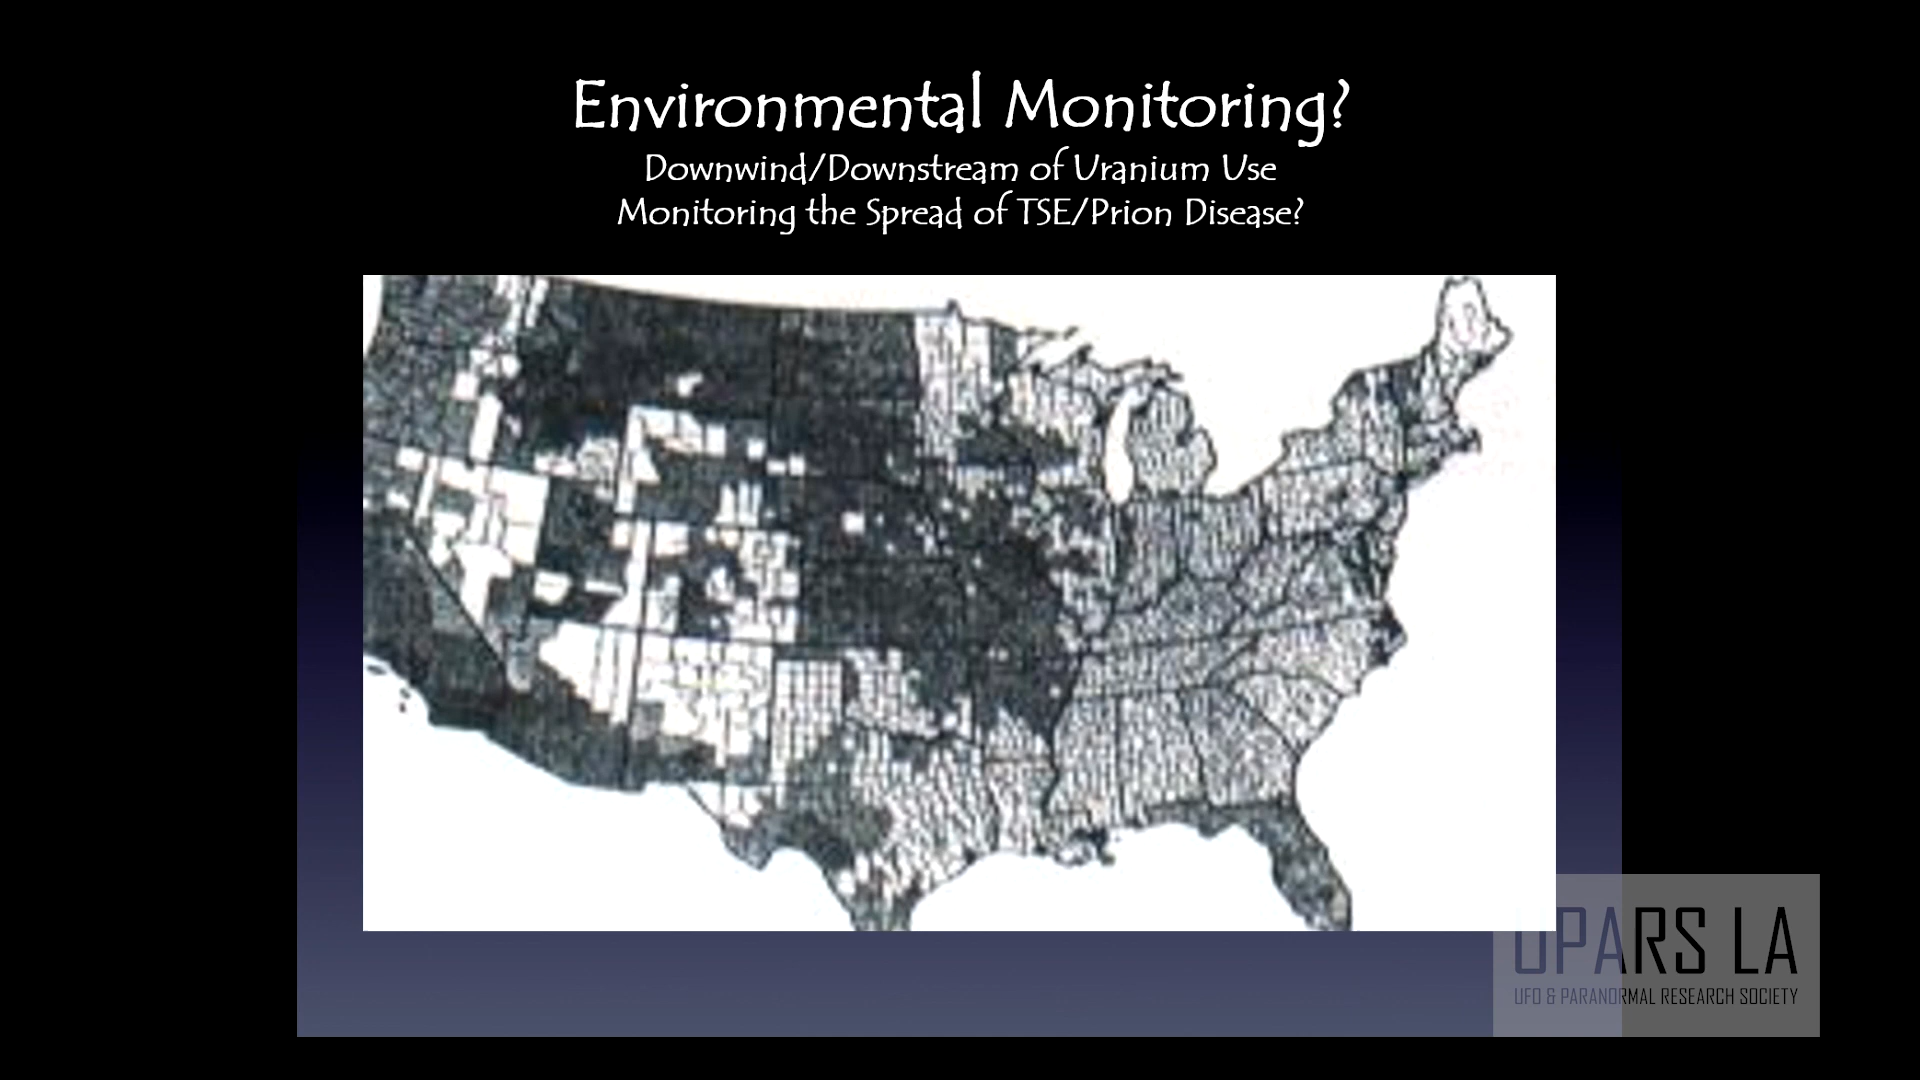 Environmental Monitoring?
Downwind/Downstream of Uranium Use
Monitoring the Spread of TSE/Prion Disease?
UPARS LA
UFO & PARANORMAL RESEARCH SOCIETY